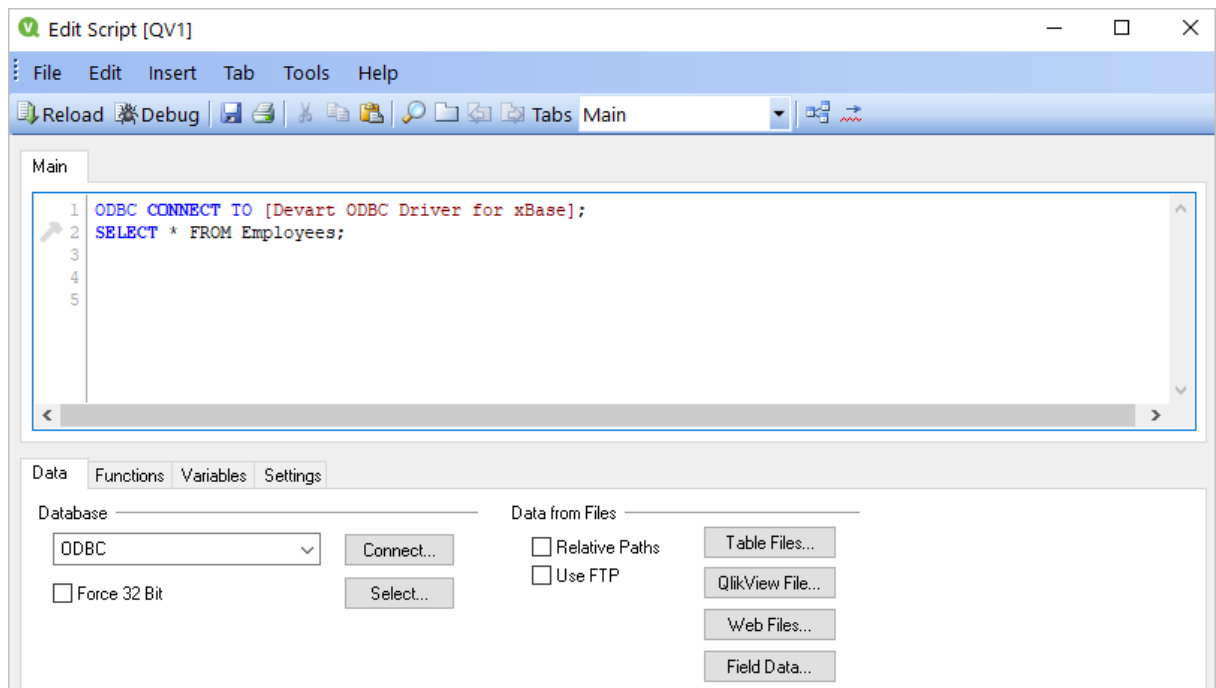 Edit Script [QV1]
File Edit Insert Tab Tools Help
Reload Debug Tabs Main
Main
1 ODBC CONNECT TO [Devart ODBC Driver for xBase];
2 SELECT * FROM Employees;
3
4
5
Data Functions Variables Settings
Database Data from Files
ODBC Connect... Relative Paths Table Files...
Force 32 Bit Select... Use FTP QlikView File...
Web Files...
Field Data...